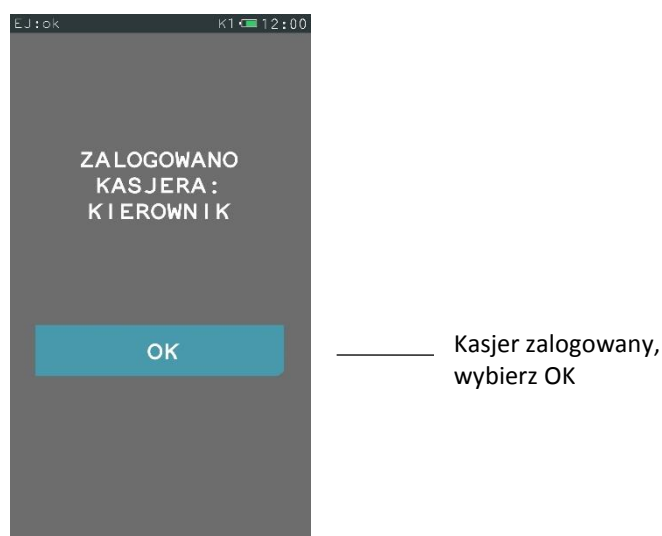 EJ:ok K1 12:00
ZALOGOWANO
KASJERA:
KIEROWNIK
OK
Kasjer zalogowany,
wybierz OK